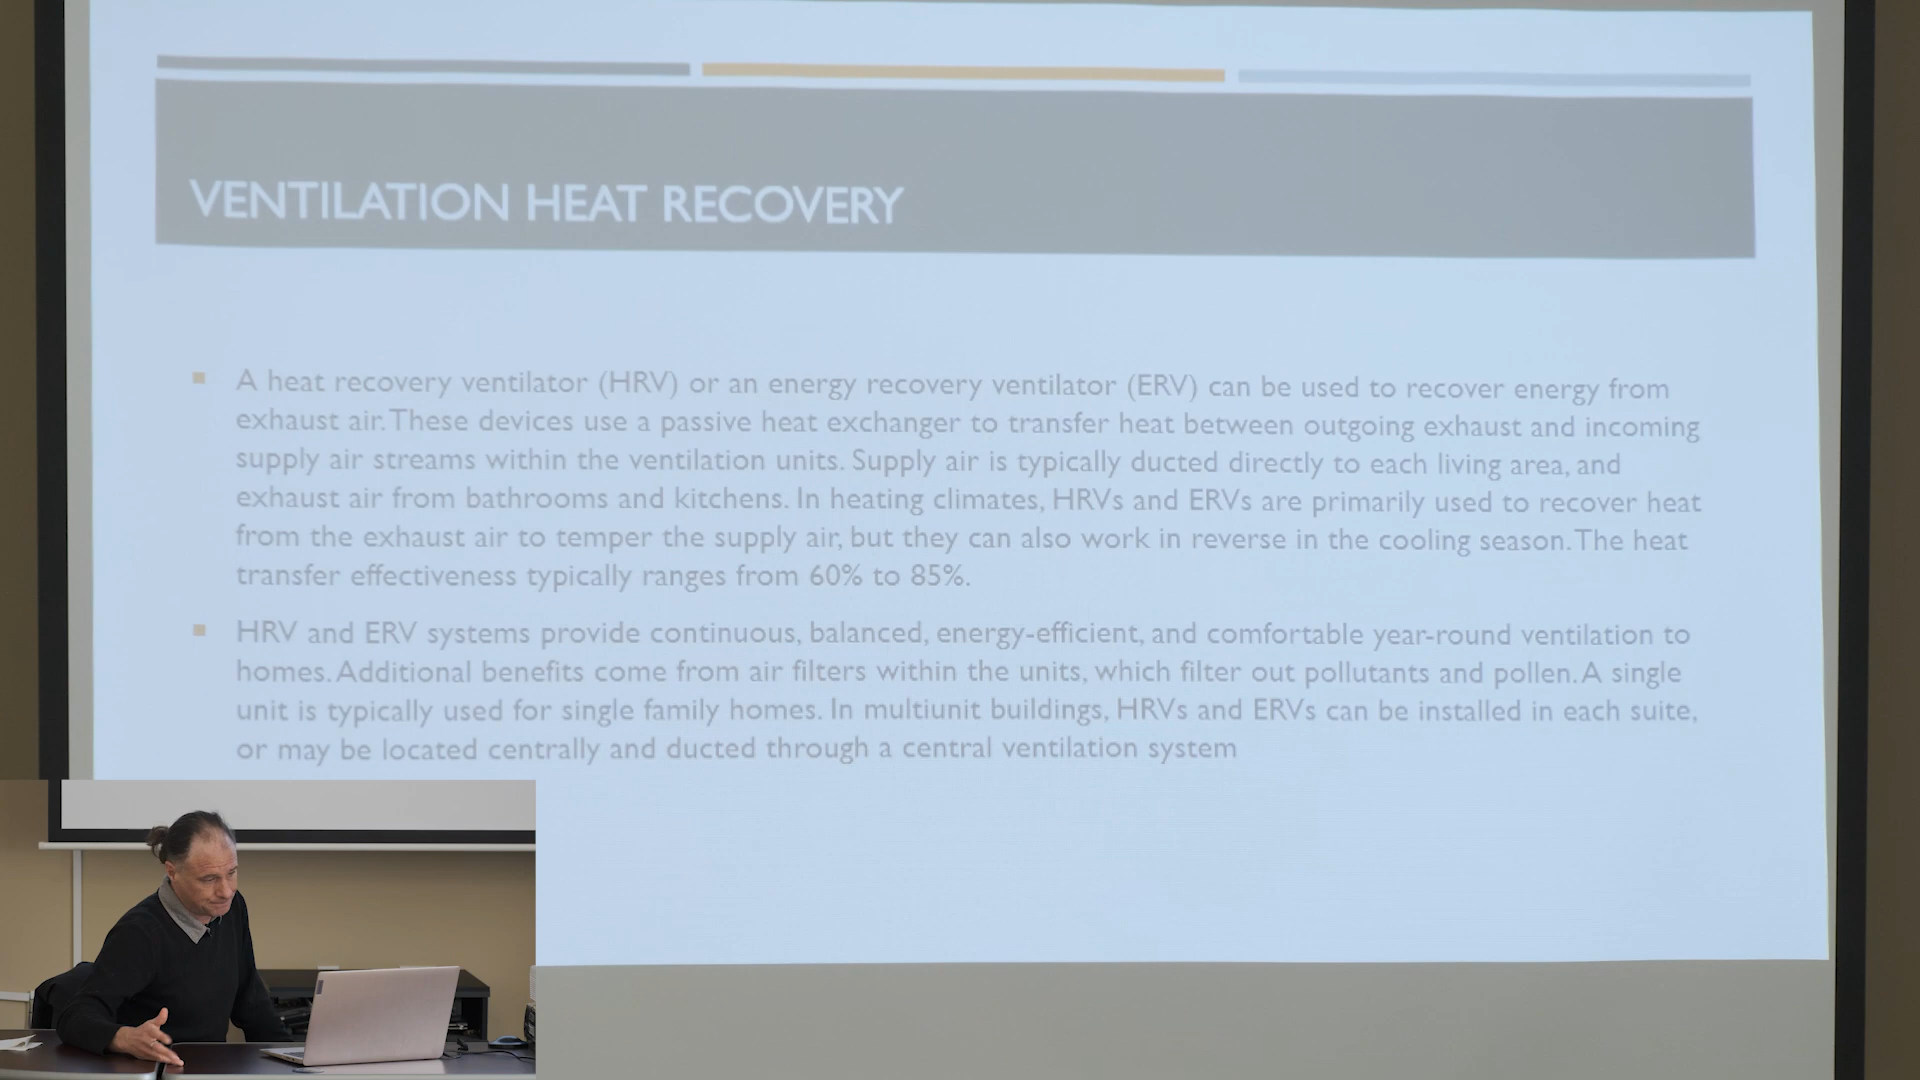 VENTILATION HEAT RECOVERY
A heat recovery ventilator (HRV) or an energy recovery ventilator (ERV) can be used to recover energy from
exhaust air. These devices use a passive heat exchanger to transfer heat between outgoing exhaust and incoming
supply air streams within the ventilation units. Supply air is typically ducted directly to each living area, and
exhaust air from bathrooms and kitchens. In heating climates, HRVs and ERVs are primarily used to recover heat
from the exhaust air to temper the supply air, but they can also work in reverse in the cooling season. The heat
transfer effectiveness typically ranges from 60% to 85%.
HRV and ERV systems provide continuous, balanced, energy-efficient, and comfortable year-round ventilation to
homes. Additional benefits come from air filters within the units, which filter out pollutants and pollen. A single
unit is typically used for single family homes. In multiunit buildings, HRVs and ERVs can be installed in each suite,
or may be located centrally and ducted through a central ventilation system